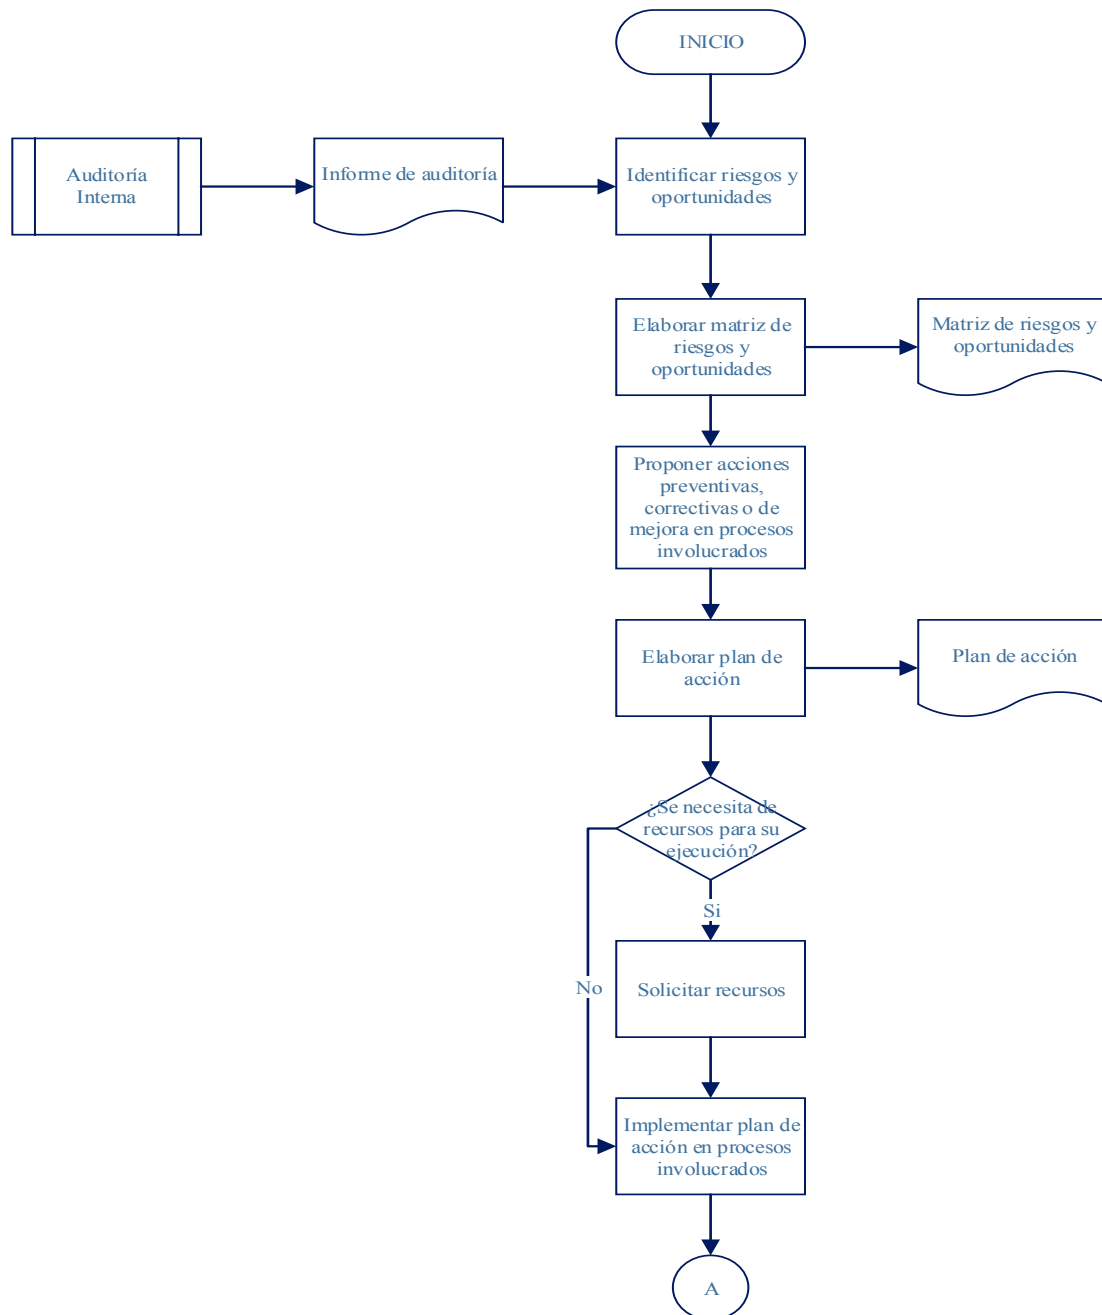 INICIO
Auditoría
Interna
Informe de auditoría
Identificar riesgos y
oportunidades
Elaborar matriz de
riesgos y
oportunidades
Matriz de riesgos y
oportunidades
Proponer acciones
preventivas,
correctivas o de
mejora en procesos
involucrados
Elaborar plan de
acción
Plan de acción
¿Se necesita de
recursos para su
ejecución?
Si
No
Solicitar recursos
Implementar plan de
acción en procesos
involucrados
A